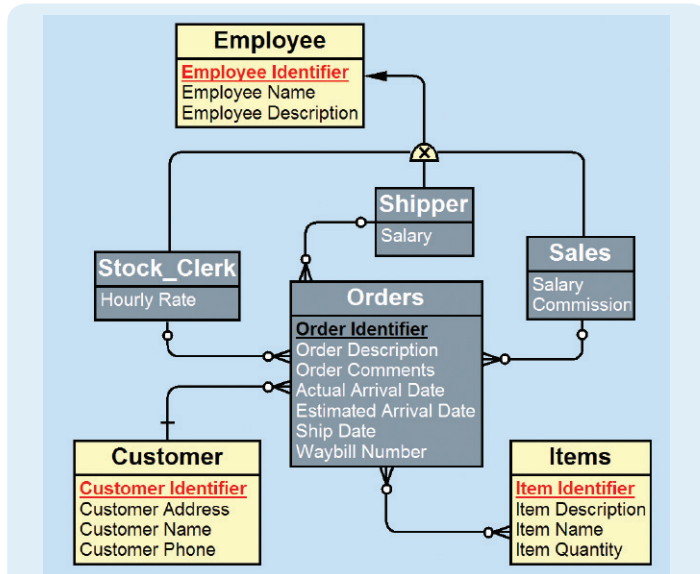 Employee
Employee Identifier
Employee Name
Employee Description
X
Shipper
Salary
Stock_Clerk
Hourly Rate
Sales
Salary
Commission
Orders
Order Identifier
Order Description
Order Comments
Actual Arrival Date
Estimated Arrival Date
Ship Date
Waybill Number
Customer
Customer Identifier
Customer Address
Customer Name
Customer Phone
Items
Item Identifier
Item Description
Item Name
Item Quantity